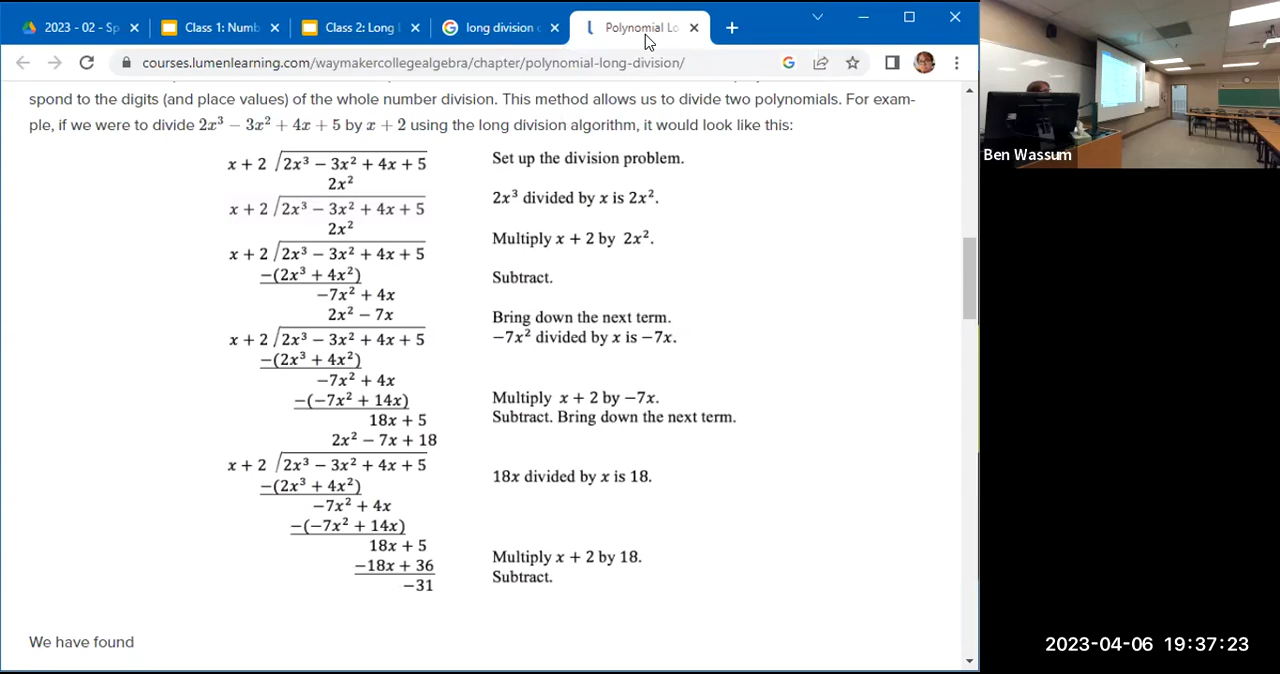 2023 - 02 - Sp
Class 1: Numb
Class 2: Long
long division
Polynomial Lo
courses.lumenlearning.com/waymakercollegealgebra/chapter/polynomial-long-division/
Ben Wassum
spond to the digits (and place values) of the whole number division. This method allows us to divide two polynomials. For exam-
ple, if we were to divide 2x³ − 3x² + 4x + 5 by x + 2 using the long division algorithm, it would look like this:
x + 2 / 2x³ − 3x² + 4x + 5 Set up the division problem.
2x²
x + 2 / 2x³ − 3x² + 4x + 5 2x³ divided by x is 2x².
2x²
x + 2 / 2x³ − 3x² + 4x + 5 Multiply x + 2 by 2x².
−(2x³ + 4x²) Subtract.
−7x² + 4x
2x² − 7x Bring down the next term.
x + 2 / 2x³ − 3x² + 4x + 5 −7x² divided by x is −7x.
−(2x³ + 4x²)
−7x² + 4x
−(−7x² + 14x) Multiply x + 2 by −7x.
18x + 5 Subtract. Bring down the next term.
2x² − 7x + 18
x + 2 / 2x³ − 3x² + 4x + 5 18x divided by x is 18.
−(2x³ + 4x²)
−7x² + 4x
−(−7x² + 14x)
18x + 5 Multiply x + 2 by 18.
−18x + 36 Subtract.
−31
We have found
2023-04-06 19:37:23